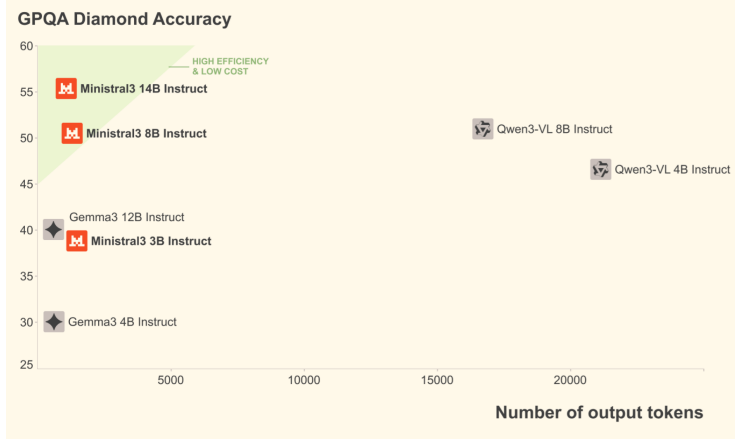 GPQA Diamond Accuracy
60
HIGH EFFICIENCY
& LOW COST
55
Ministral3 14B Instruct
50
Ministral3 8B Instruct
Qwen3-VL 8B Instruct
Qwen3-VL 4B Instruct
45
Gemma3 12B Instruct
40
Ministral3 3B Instruct
35
30
Gemma3 4B Instruct
25
5000
10000
15000
20000
Number of output tokens